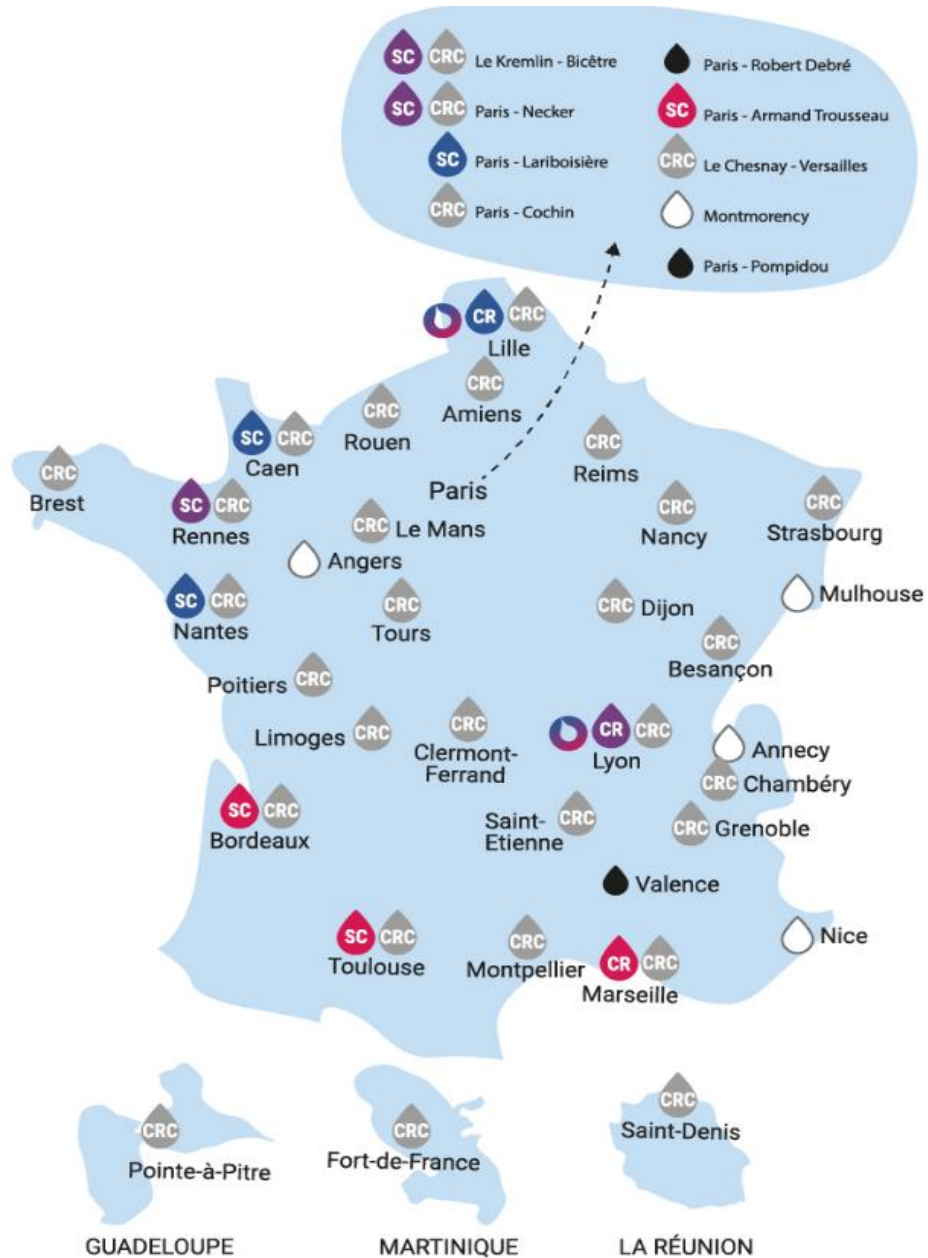 SC CRC Le Kremlin - Bicêtre
SC CRC Paris - Necker
SC Paris - Lariboisière
CRC Paris - Cochin
Paris - Robert Debré
SC Paris - Armand Trousseau
CRC Le Chesnay - Versailles
Montmorency
Paris - Pompidou
CR CRC
Lille
CRC
Amiens
CRC
Rouen
SC CRC
Caen
CRC
Reims
CRC
Brest
Paris
SC CRC
Rennes
CRC Le Mans
CRC
Nancy
CRC
Strasbourg
Angers
Mulhouse
SC CRC
Nantes
CRC
Tours
CRC Dijon
CRC
Besançon
Poitiers CRC
Limoges CRC
CRC
Clermont-
Ferrand
CR CRC
Lyon
Annecy
CRC Chambéry
SC CRC
Bordeaux
Saint-
Etienne
CRC
CRC Grenoble
Valence
SC CRC
Toulouse
CRC
Montpellier
CR CRC
Marseille
Nice
CRC
Pointe-à-Pitre
GUADELOUPE
CRC
Fort-de-France
MARTINIQUE
CRC
Saint-Denis
LA RÉUNION